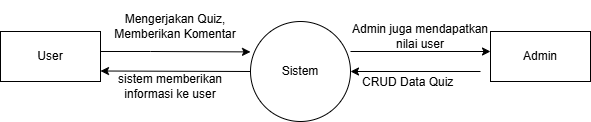 Mengerjakan Quiz,
Memberikan Komentar
User
sistem memberikan
informasi ke user
Sistem
Admin juga mendapatkan
nilai user
CRUD Data Quiz
Admin